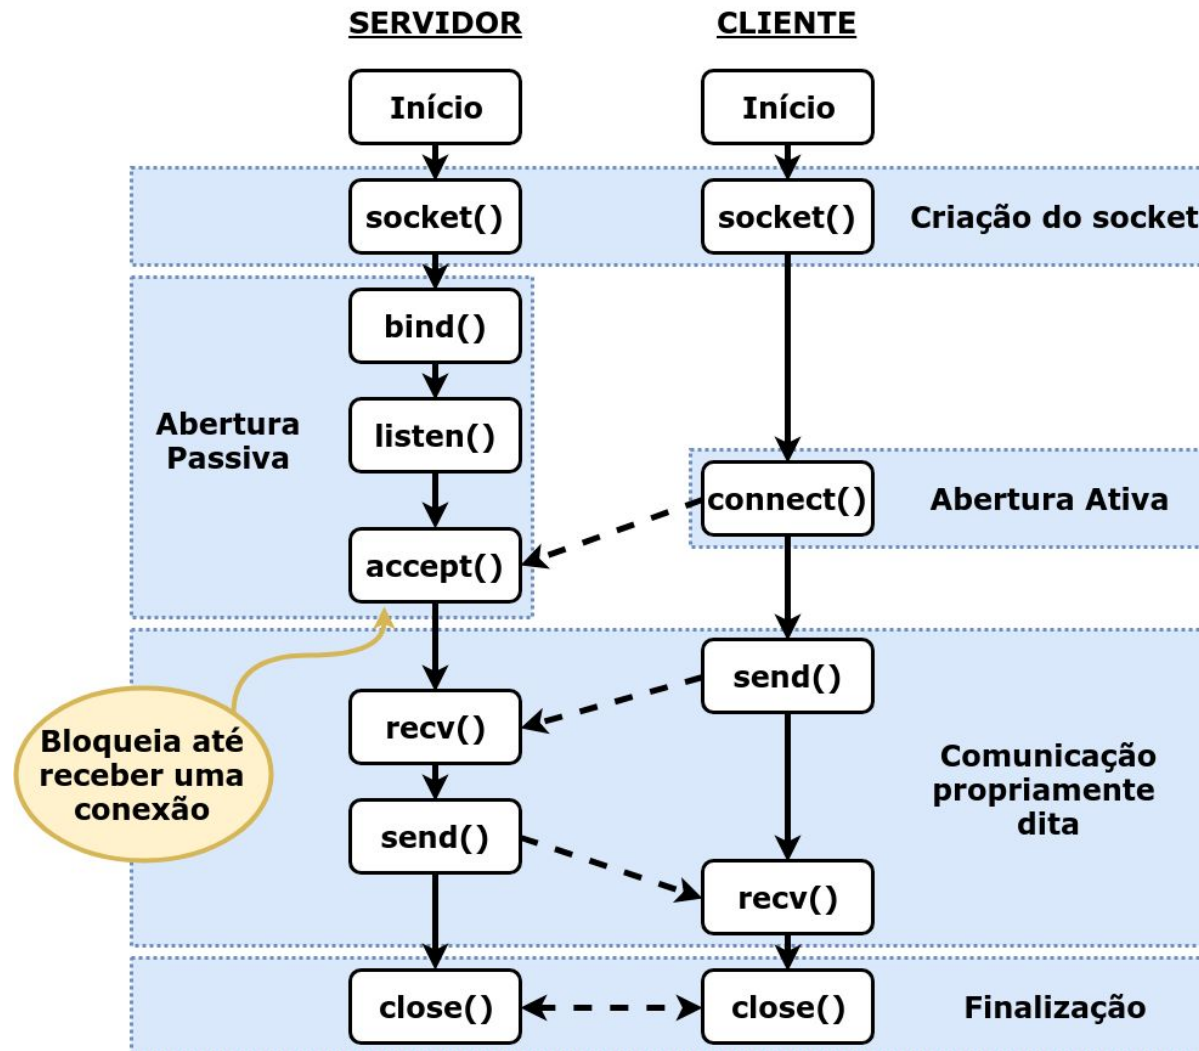 SERVIDOR
CLIENTE
Início
Início
socket()
socket()
Criação do socket
bind()
Abertura
Passiva
listen()
connect()
Abertura Ativa
accept()
send()
Bloqueia até
receber uma
conexão
recv()
Comunicação
propriamente
dita
send()
recv()
close()
close()
Finalização